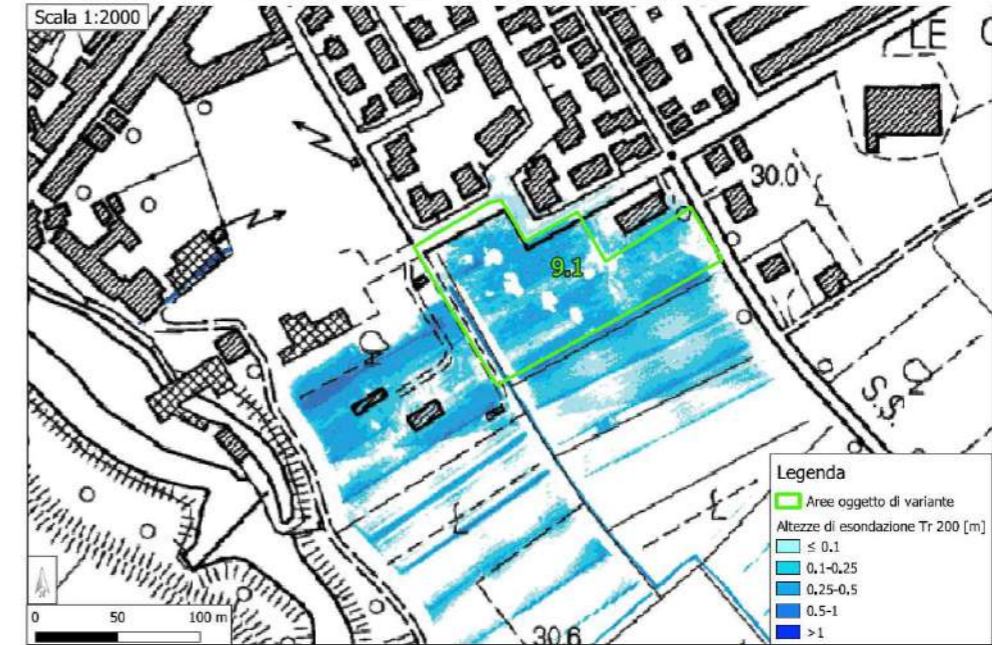 Scala 1:2000
LE C
30.0
9.1
S.S. 2
30.6
Legenda
Aree oggetto di variante
Altezze di esondazione Tr 200 [m]
≤ 0.1
0.1-0.25
0.25-0.5
0.5-1
>1
0 50 100 m